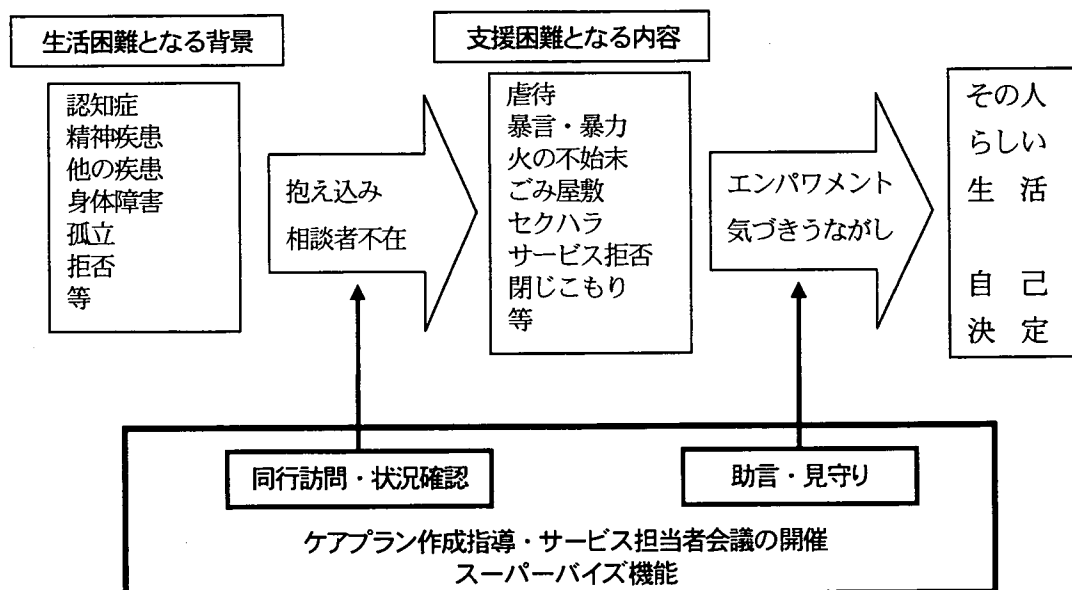 生活困難となる背景
認知症
精神疾患
他の疾患
身体障害
孤立
拒否
等
抱え込み
相談者不在
支援困難となる内容
虐待
暴言・暴力
火の不始末
ごみ屋敷
セクハラ
サービス拒否
閉じこもり
等
エンパワメント
気づきうながし
その人
らしい
生　活
自　己
決　定
同行訪問・状況確認
助言・見守り
ケアプラン作成指導・サービス担当者会議の開催
スーパーバイズ機能